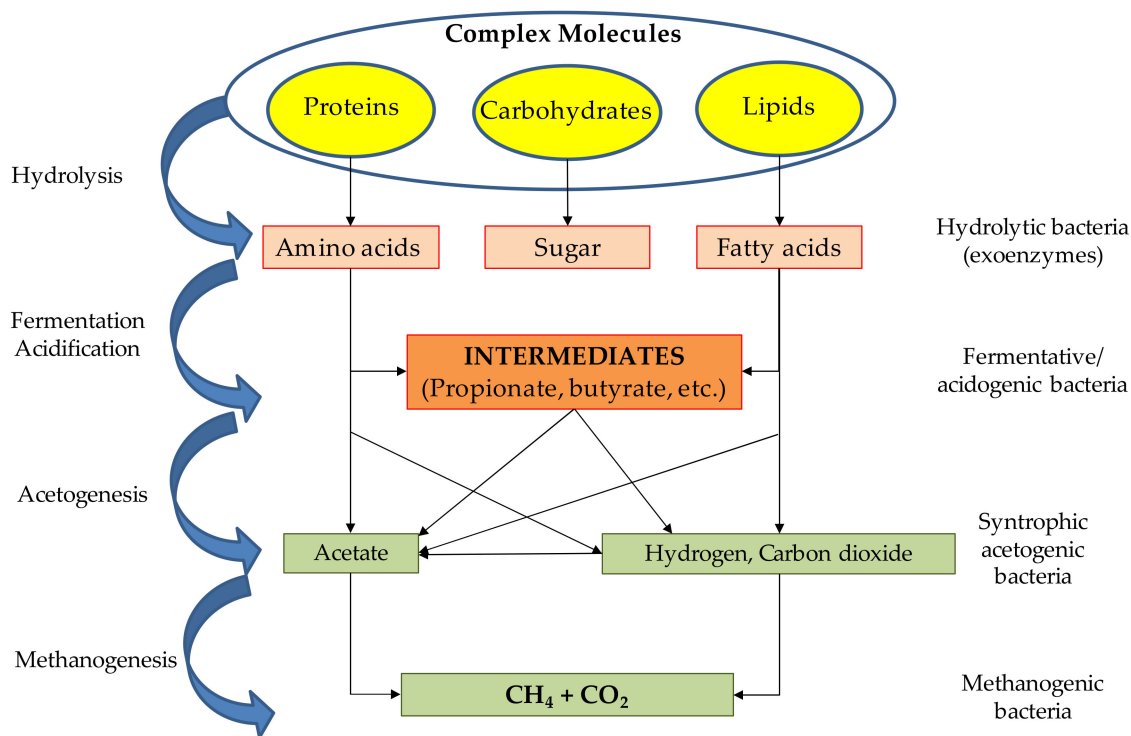 Complex Molecules
Proteins
Carbohydrates
Lipids
Hydrolysis
Amino acids
Sugar
Fatty acids
Hydrolytic bacteria
(exoenzymes)
Fermentation
Acidification
INTERMEDIATES
(Propionate, butyrate, etc.)
Fermentative/
acidogenic bacteria
Acetogenesis
Acetate
Hydrogen, Carbon dioxide
Syntrophic
acetogenic
bacteria
Methanogenesis
CH₄ + CO₂
Methanogenic
bacteria